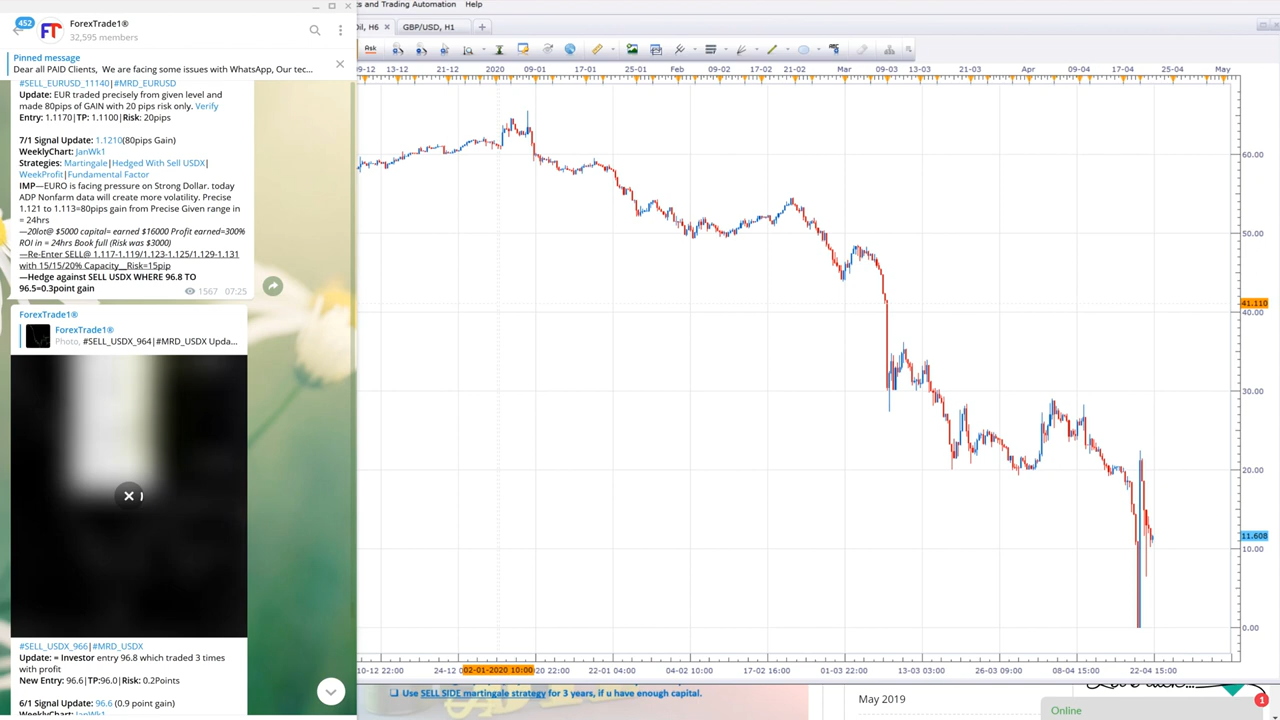 452
FT
ForexTrade1®
32,595 members
Pinned message
Dear all PAID Clients,  We are facing some issues with WhatsApp, Our tec...
#SELL_EURUSD_11140|#MRD_EURUSD
Update: EUR traded precisely from given level and
made 80pips of GAIN with 20 pips risk only. Verify
Entry: 1.1170|TP: 1.1100|Risk: 20pips
7/1 Signal Update: 1.1210(80pips Gain)
WeeklyChart: JanWk1
Strategies: Martingale|Hedged With Sell USDX|
WeekProfit|Fundamental Factor
IMP—EURO is facing pressure on Strong Dollar. today
ADP Nonfarm data will create more volatility. Precise
1.121 to 1.113=80pips gain from Precise Given range in
= 24hrs
—20lot@ $5000 capital= earned $16000 Profit earned=300%
ROI in = 24hrs Book full (Risk was $3000)
—Re-Enter SELL@ 1.117-1.119/1.123-1.125/1.129-1.131
with 15/15/20% Capacity__Risk=15pip
—Hedge against SELL USDX WHERE 96.8 TO
96.5=0.3point gain
1567 07:25
ForexTrade1®
ForexTrade1®
Photo, #SELL_USDX_964|#MRD_USDX Upda...
#SELL_USDX_966|#MRD_USDX
Update: = Investor entry 96.8 which traded 3 times
with profit
New Entry: 96.6|TP:96.0|Risk: 0.2Points
6/1 Signal Update: 96.6 (0.9 point gain)
WeeklyChart: JanWk1
s and Trading Automation Help
Oil, H6 GBP/USD, H1
Ask
09-12 13-12 21-12 2020 09-01 17-01 25-01 Feb 09-02 16-02 21-02 Mar 09-03 13-03 21-03 Apr 09-04 17-04 25-04 May
60.00
50.00
41.110
40.00
30.00
20.00
11.608
10.00
0.00
10-12 22:00 24-12 02-01-2020 10:00 20 22:00 22-01 04:00 04-02 10:00 17-02 16:00 01-03 22:00 13-03 03:00 26-03 09:00 08-04 15:00 22-04 15:00
Use SELL SIDE martingale strategy for 3 years, if u have enough capital.
May 2019
Online
1